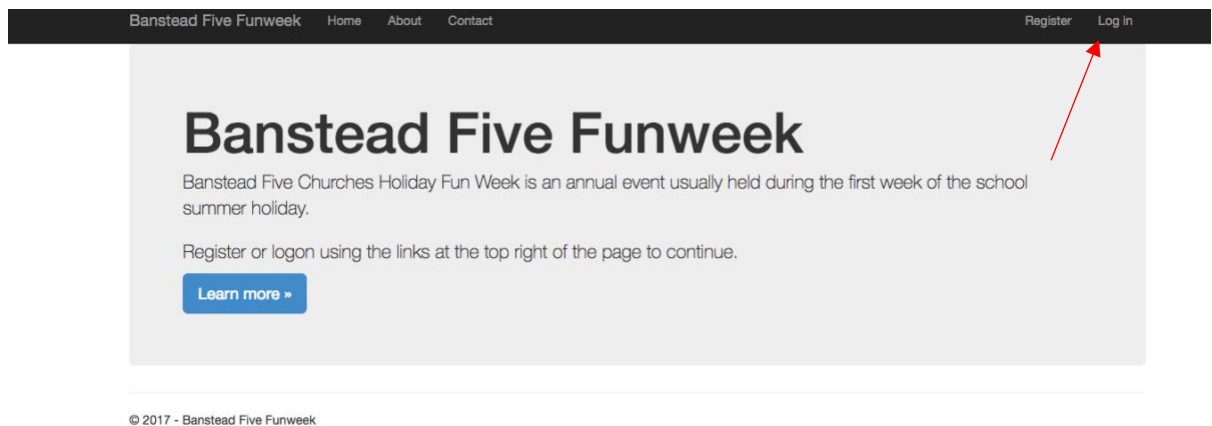 Banstead Five Funweek Home About Contact Register Log in
Banstead Five Funweek
Banstead Five Churches Holiday Fun Week is an annual event usually held during the first week of the school
summer holiday.
Register or logon using the links at the top right of the page to continue.
Learn more »
© 2017 - Banstead Five Funweek